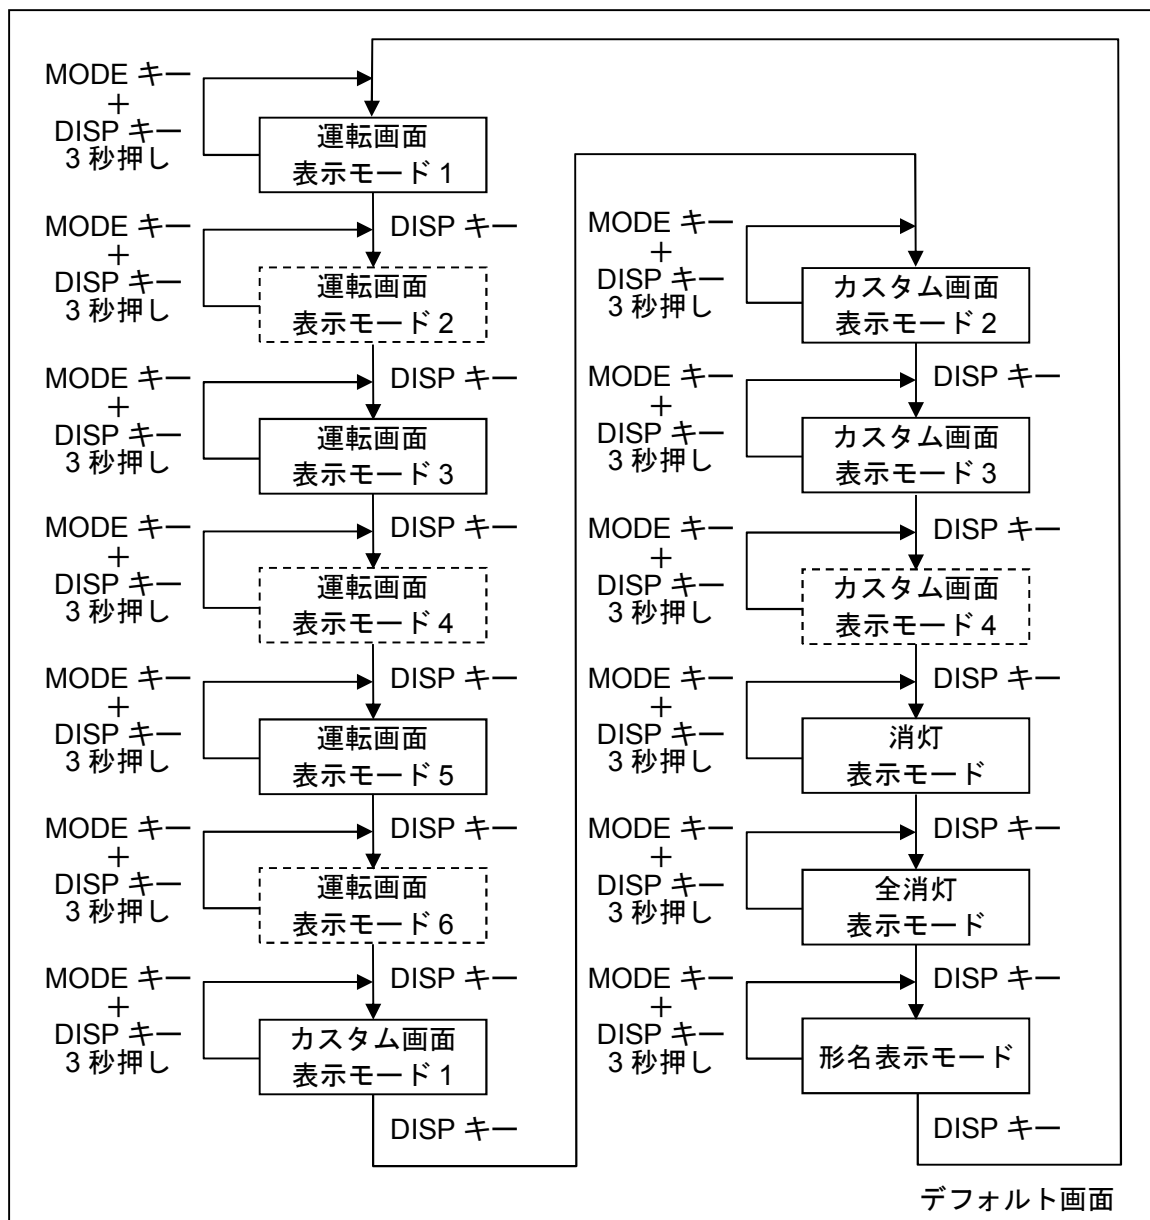 MODE キー
＋
DISP キー
3 秒押し
運転画面
表示モード 1
DISP キー
MODE キー
＋
DISP キー
3 秒押し
運転画面
表示モード 2
DISP キー
MODE キー
＋
DISP キー
3 秒押し
運転画面
表示モード 3
DISP キー
MODE キー
＋
DISP キー
3 秒押し
運転画面
表示モード 4
DISP キー
MODE キー
＋
DISP キー
3 秒押し
運転画面
表示モード 5
DISP キー
MODE キー
＋
DISP キー
3 秒押し
運転画面
表示モード 6
DISP キー
MODE キー
＋
DISP キー
3 秒押し
カスタム画面
表示モード 1
DISP キー
MODE キー
＋
DISP キー
3 秒押し
カスタム画面
表示モード 2
DISP キー
MODE キー
＋
DISP キー
3 秒押し
カスタム画面
表示モード 3
DISP キー
MODE キー
＋
DISP キー
3 秒押し
カスタム画面
表示モード 4
DISP キー
MODE キー
＋
DISP キー
3 秒押し
消灯
表示モード
DISP キー
MODE キー
＋
DISP キー
3 秒押し
全消灯
表示モード
DISP キー
MODE キー
＋
DISP キー
3 秒押し
形名表示モード
DISP キー
デフォルト画面